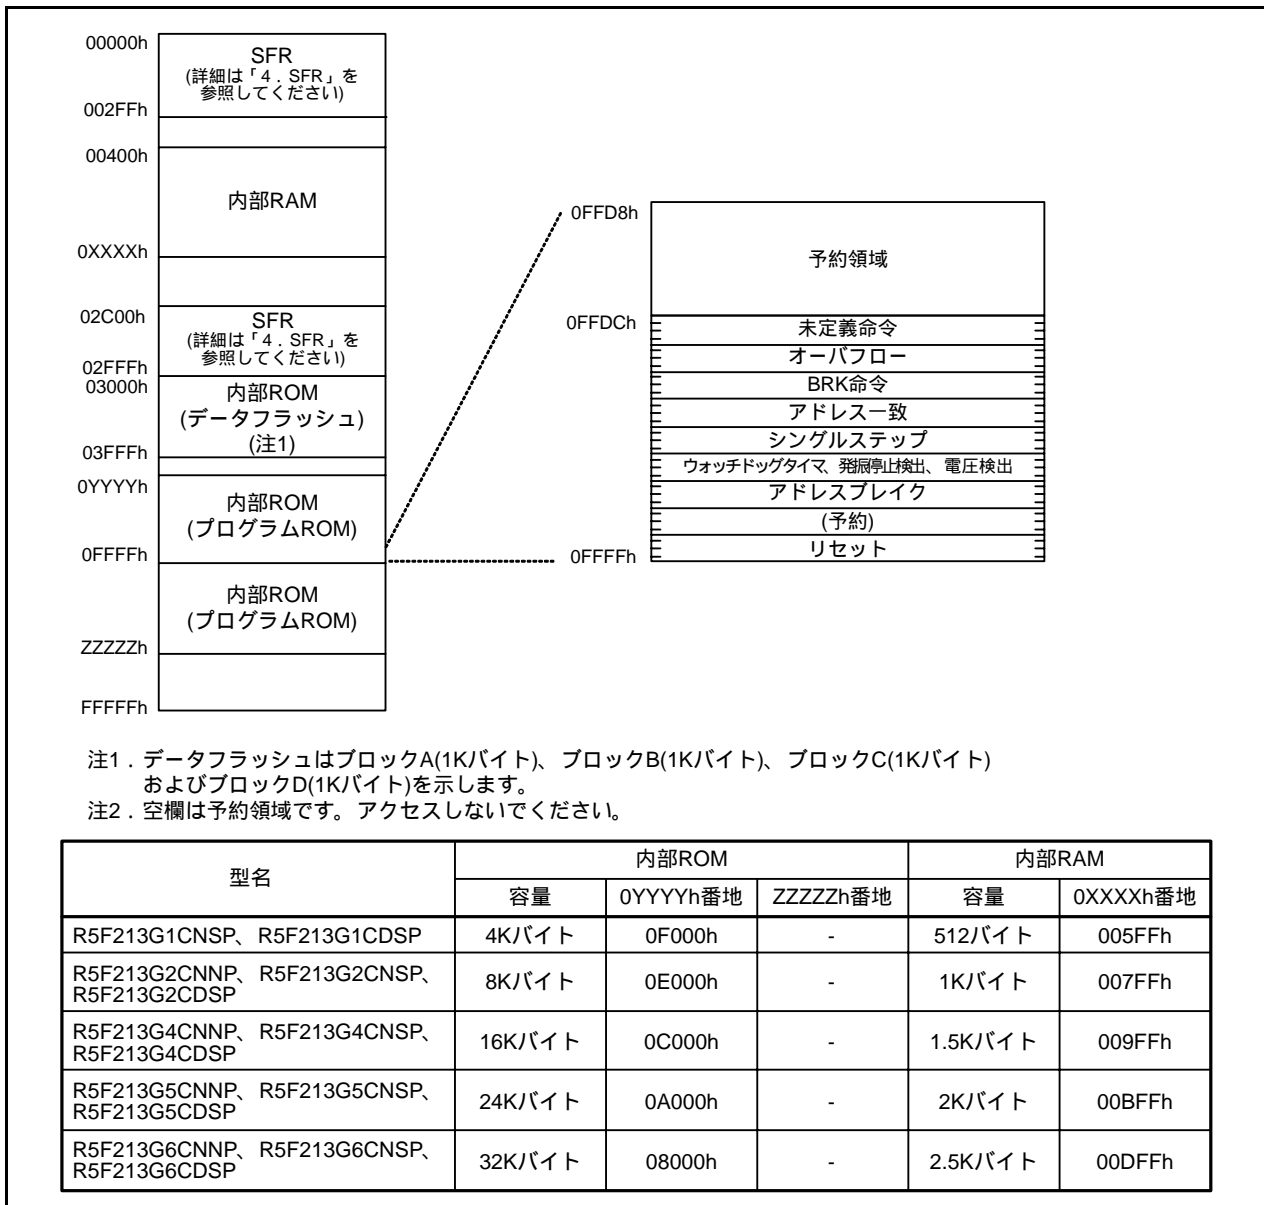 00000h
SFR
(詳細は「4．SFR」を
参照してください)
002FFh
00400h
内部RAM
0XXXXh
02C00h
SFR
(詳細は「4．SFR」を
参照してください)
02FFFh
03000h
内部ROM
(データフラッシュ)
(注1)
03FFFh
0YYYYh
内部ROM
(プログラムROM)
0FFFFh
内部ROM
(プログラムROM)
ZZZZZh
FFFFFh
0FFD8h
予約領域
0FFDCh
未定義命令
オーバフロー
BRK命令
アドレス一致
シングルステップ
ウォッチドッグタイマ、発振停止検出、電圧検出
アドレスブレイク
(予約)
リセット
0FFFFh
注1．データフラッシュはブロックA(1Kバイト)、ブロックB(1Kバイト)、ブロックC(1Kバイト)
およびブロックD(1Kバイト)を示します。
注2．空欄は予約領域です。アクセスしないでください。
型名 内部ROM 内部RAM
容量 0YYYYh番地 ZZZZZh番地 容量 0XXXXh番地
R5F213G1CNSP、R5F213G1CDSP 4Kバイト 0F000h - 512バイト 005FFh
R5F213G2CNNP、R5F213G2CNSP、
R5F213G2CDSP 8Kバイト 0E000h - 1Kバイト 007FFh
R5F213G4CNNP、R5F213G4CNSP、
R5F213G4CDSP 16Kバイト 0C000h - 1.5Kバイト 009FFh
R5F213G5CNNP、R5F213G5CNSP、
R5F213G5CDSP 24Kバイト 0A000h - 2Kバイト 00BFFh
R5F213G6CNNP、R5F213G6CNSP、
R5F213G6CDSP 32Kバイト 08000h - 2.5Kバイト 00DFFh